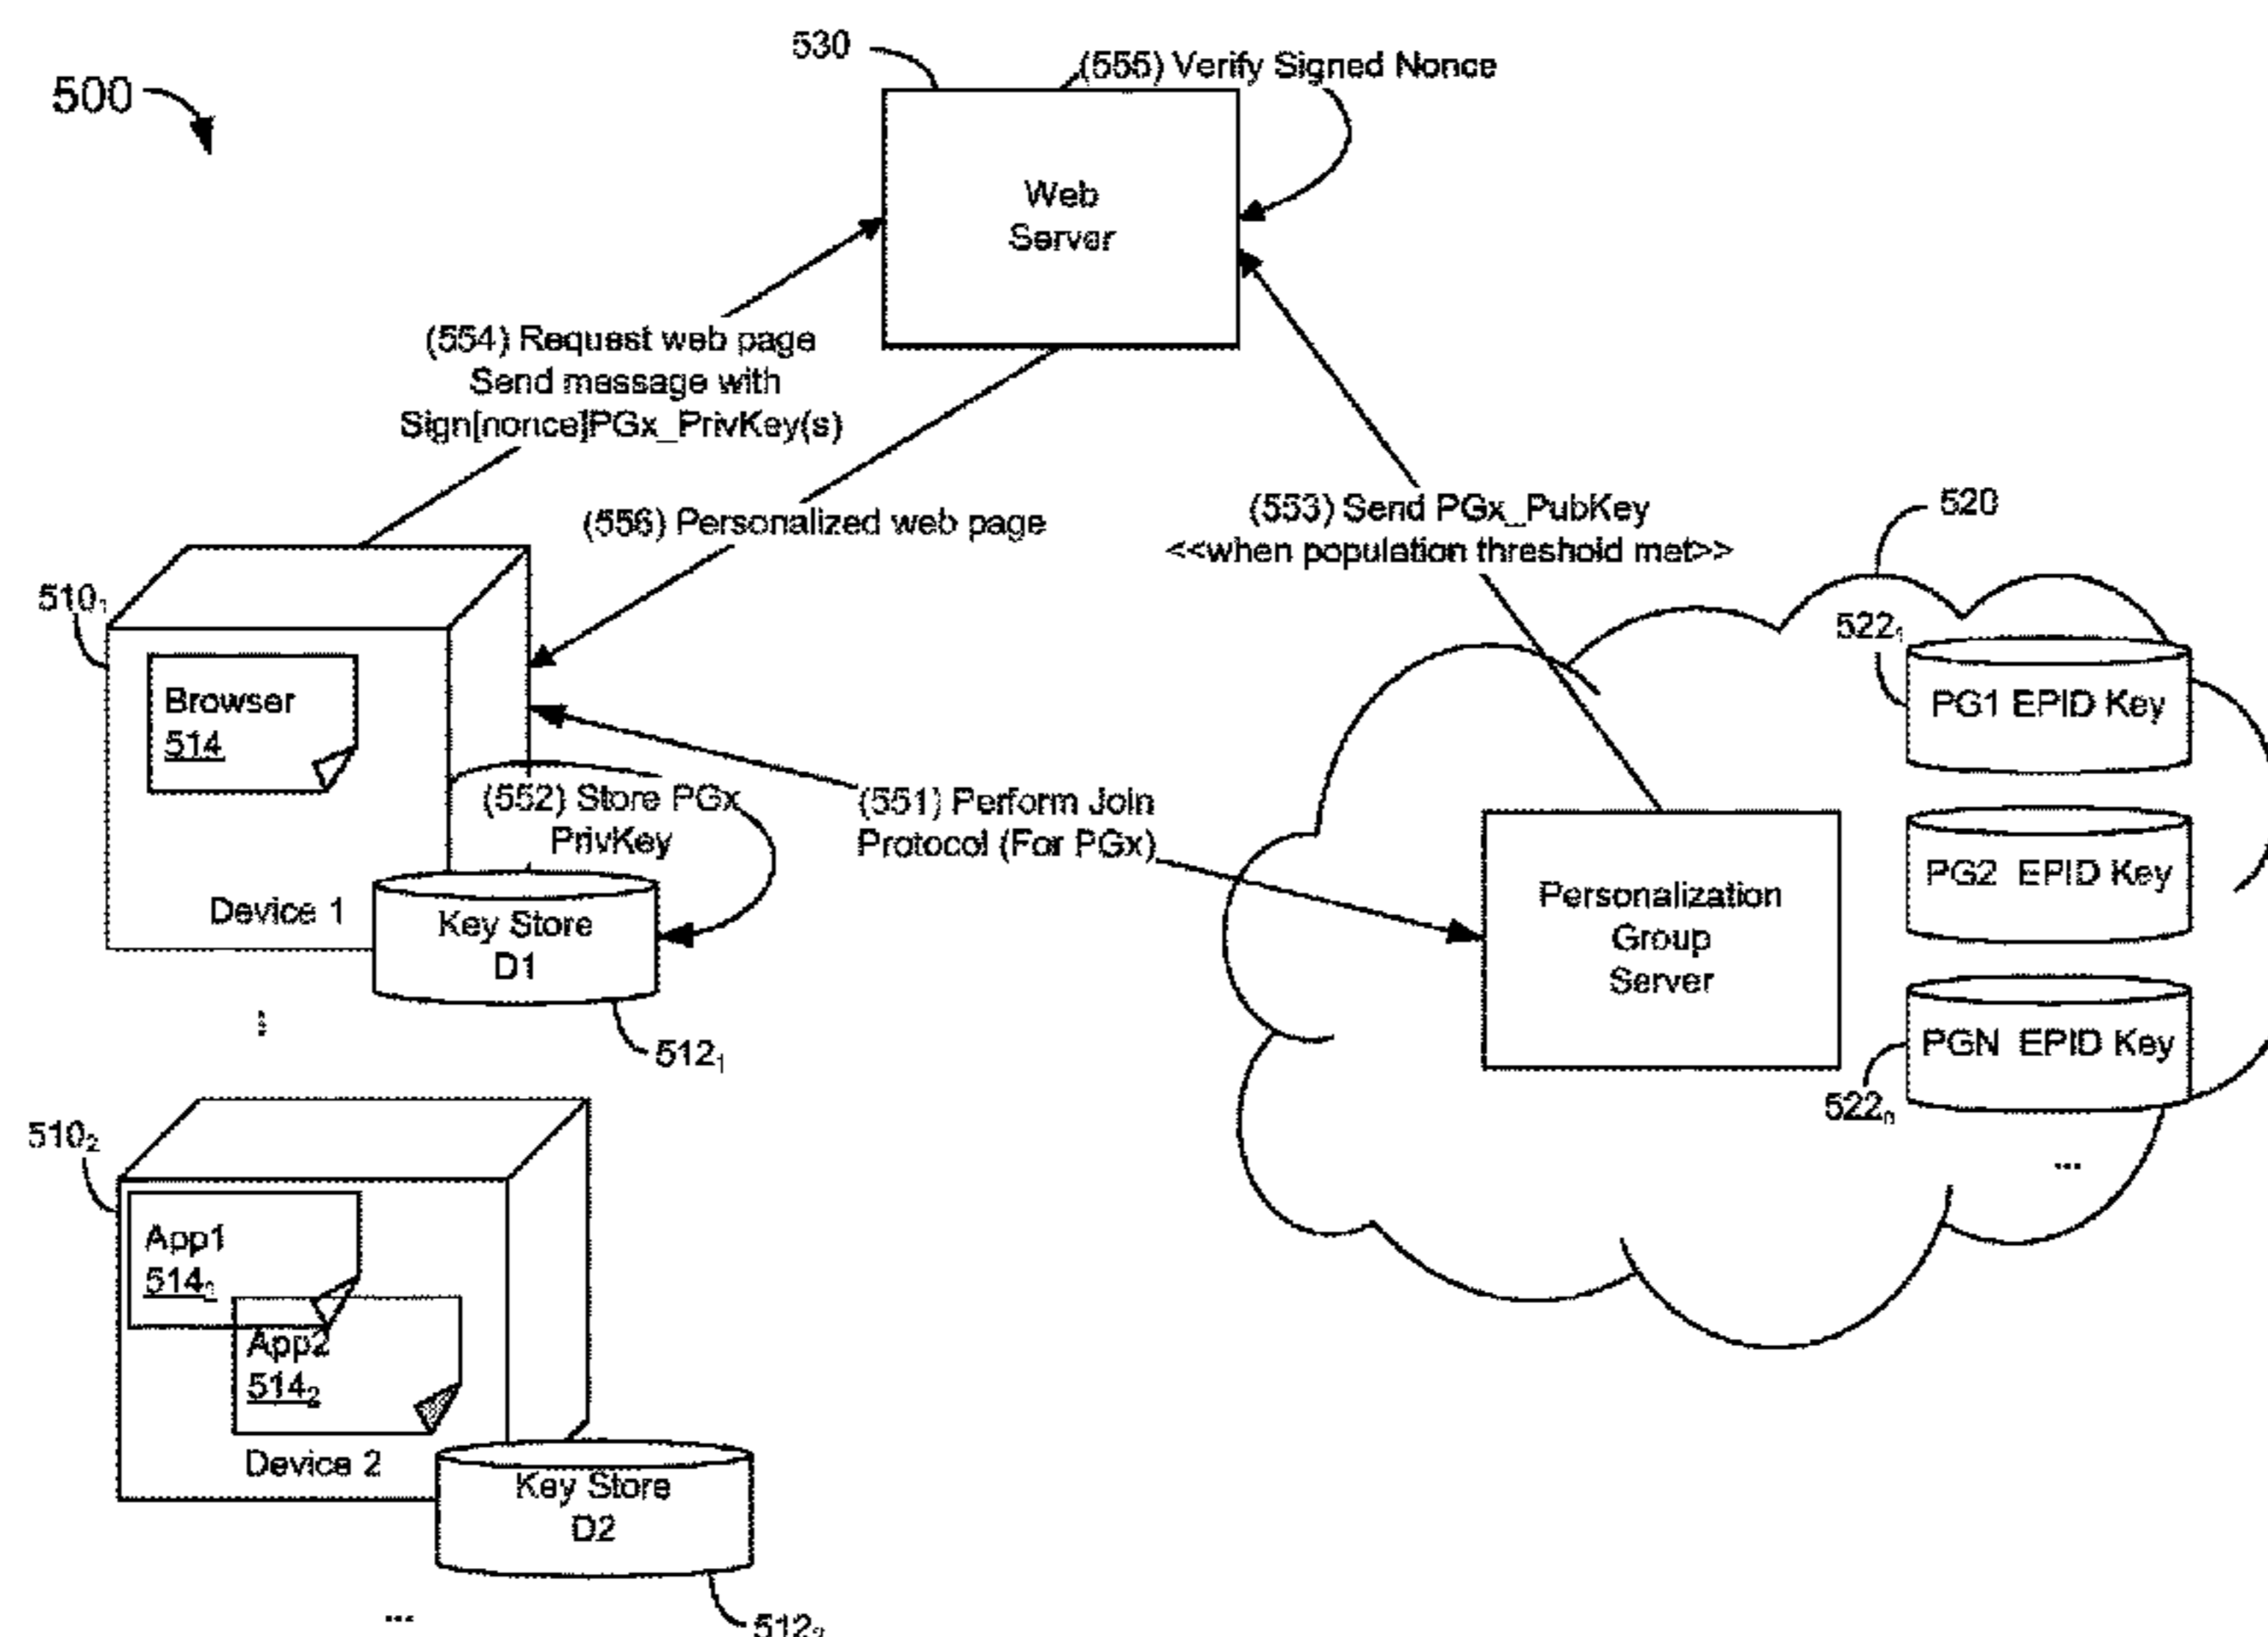 500
530
(555) Verify Signed Nonce
Web
Server
(554) Request web page
Send message with
Sign[nonce]PGx_PrivKey(s)
(556) Personalized web page
(553) Send PGx_PubKey
<<when population threshold met>>
520
510₁
Browser
514
(552) Store PGx
PrivKey
Device 1
Key Store
D1
512₁
(551) Perform Join
Protocol (For PGx)
Personalization
Group
Server
522₁
PG1 EPID Key
PG2 EPID Key
PGN EPID Key
522ₙ
...
510₂
App1
514₁
App2
514₂
Device 2
Key Store
D2
512₂
...